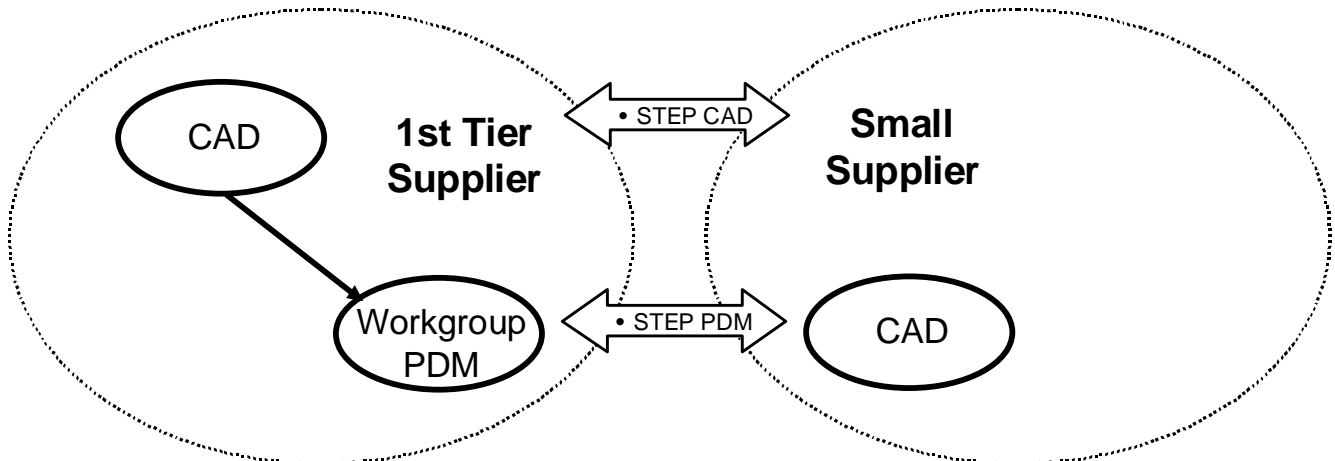 CAD
1st Tier
Supplier
Workgroup
PDM
• STEP CAD
• STEP PDM
Small
Supplier
CAD